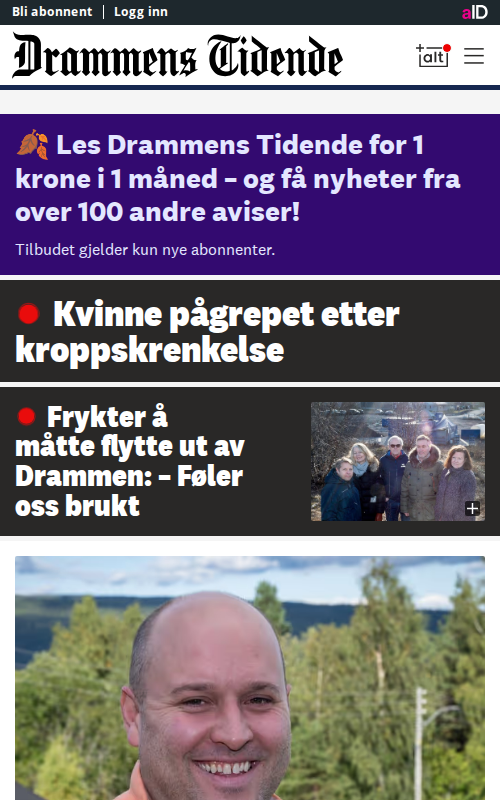 Bli abonnent | Logg inn
aID
Drammens Tidende
+alt
Les Drammens Tidende for 1
krone i 1 måned – og få nyheter fra
over 100 andre aviser!
Tilbudet gjelder kun nye abonnenter.
Kvinne pågrepet etter
kroppskrenkelse
Frykter å
måtte flytte ut av
Drammen: – Føler
oss brukt